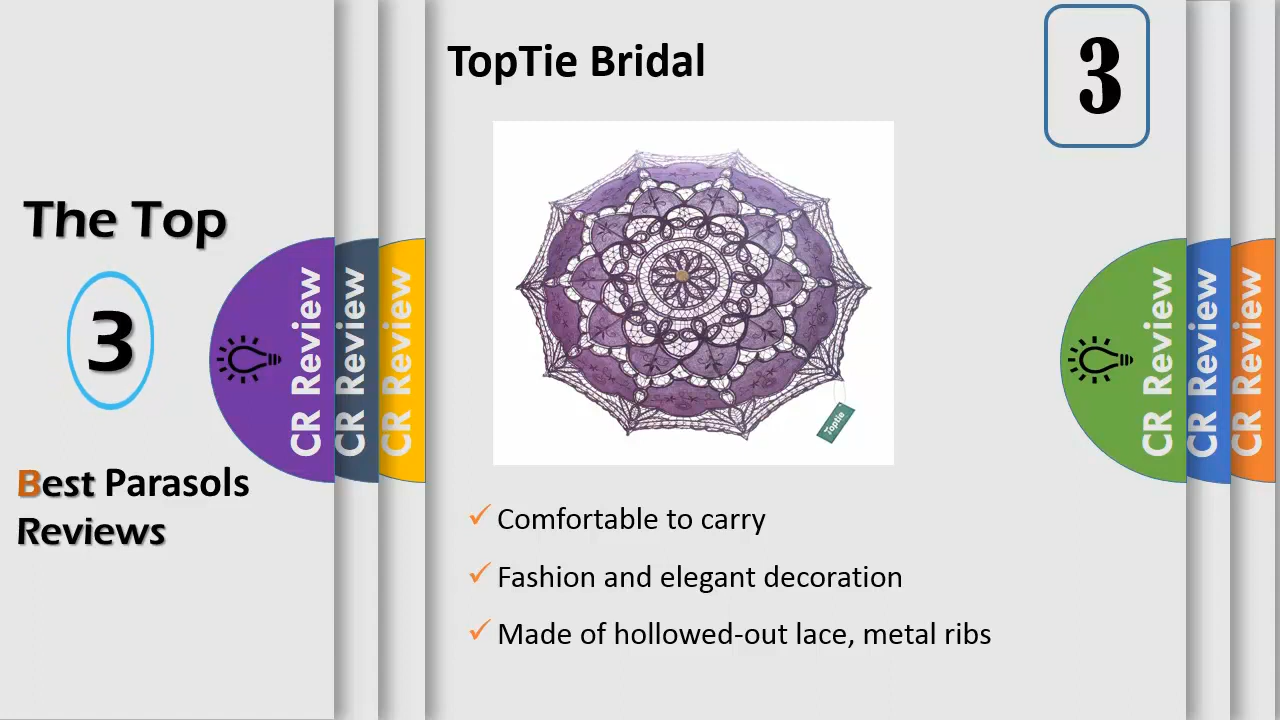 TopTie Bridal
3
The Top
3
Best Parasols
Reviews
CR Review
CR Review
CR Review
CR Review
CR Review
CR Review
Toptie
Comfortable to carry
Fashion and elegant decoration
Made of hollowed-out lace, metal ribs